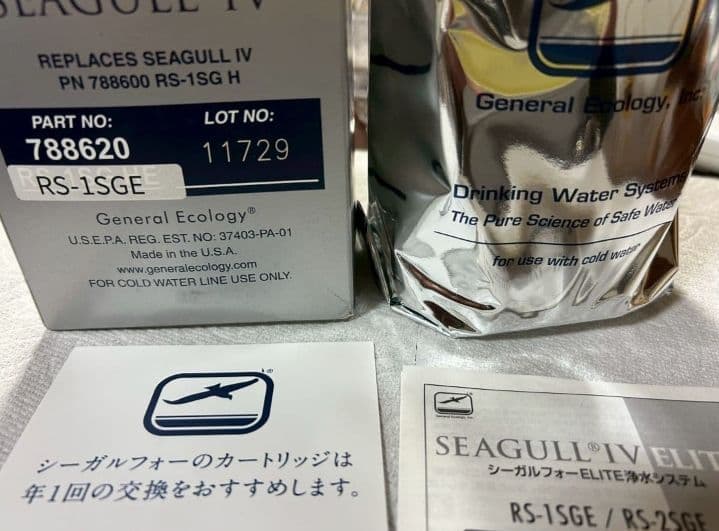 SEAGULL IV
REPLACES SEAGULL IV
PN 788600 RS-1SG H
PART NO:
788620
LOT NO:
11729
RS-1SGE
General Ecology®
U.S.E.P.A. REG. EST. NO: 37403-PA-01
Made in the U.S.A.
www.generalecology.com
FOR COLD WATER LINE USE ONLY.
General Ecology, Inc.
Drinking Water Systems
The Pure Science of Safe Water
for use with cold water
シーガルフォーのカートリッジは
年1回の交換をおすすめします。
General Ecology, Inc.
SEAGULL®IV ELITE
シーガルフォーELITE浄水システム
RS-1SGE / RS-2SGE